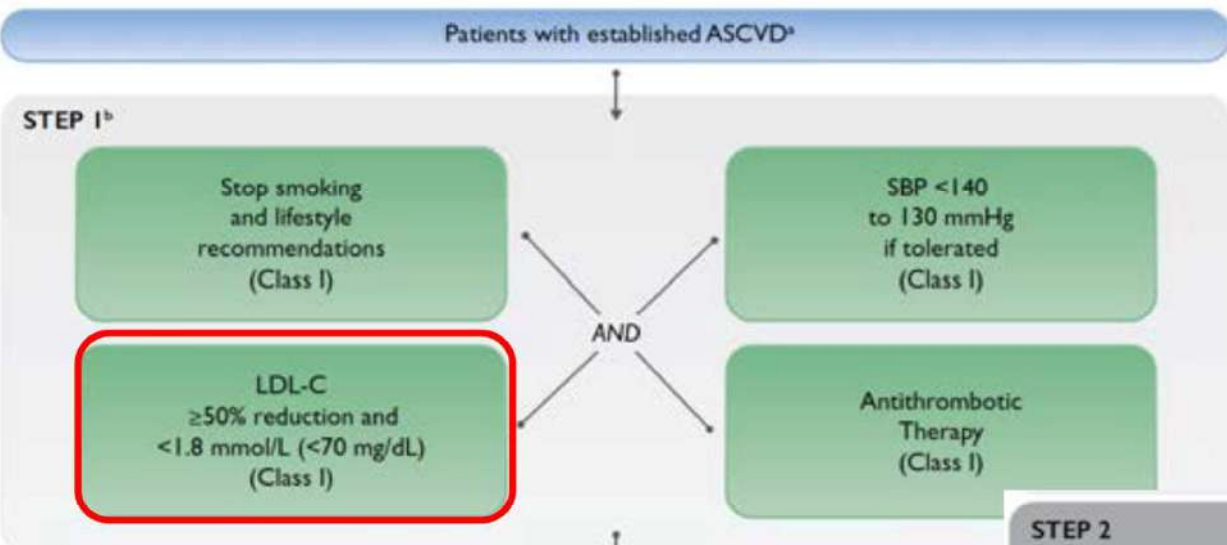 Patients with established ASCVDᵃ
STEP 1ᵇ
Stop smoking
and lifestyle
recommendations
(Class I)
SBP <140
to 130 mmHg
if tolerated
(Class I)
AND
LDL-C
≥50% reduction and
<1.8 mmol/L (<70 mg/dL)
(Class I)
Antithrombotic
Therapy
(Class I)
STEP 2